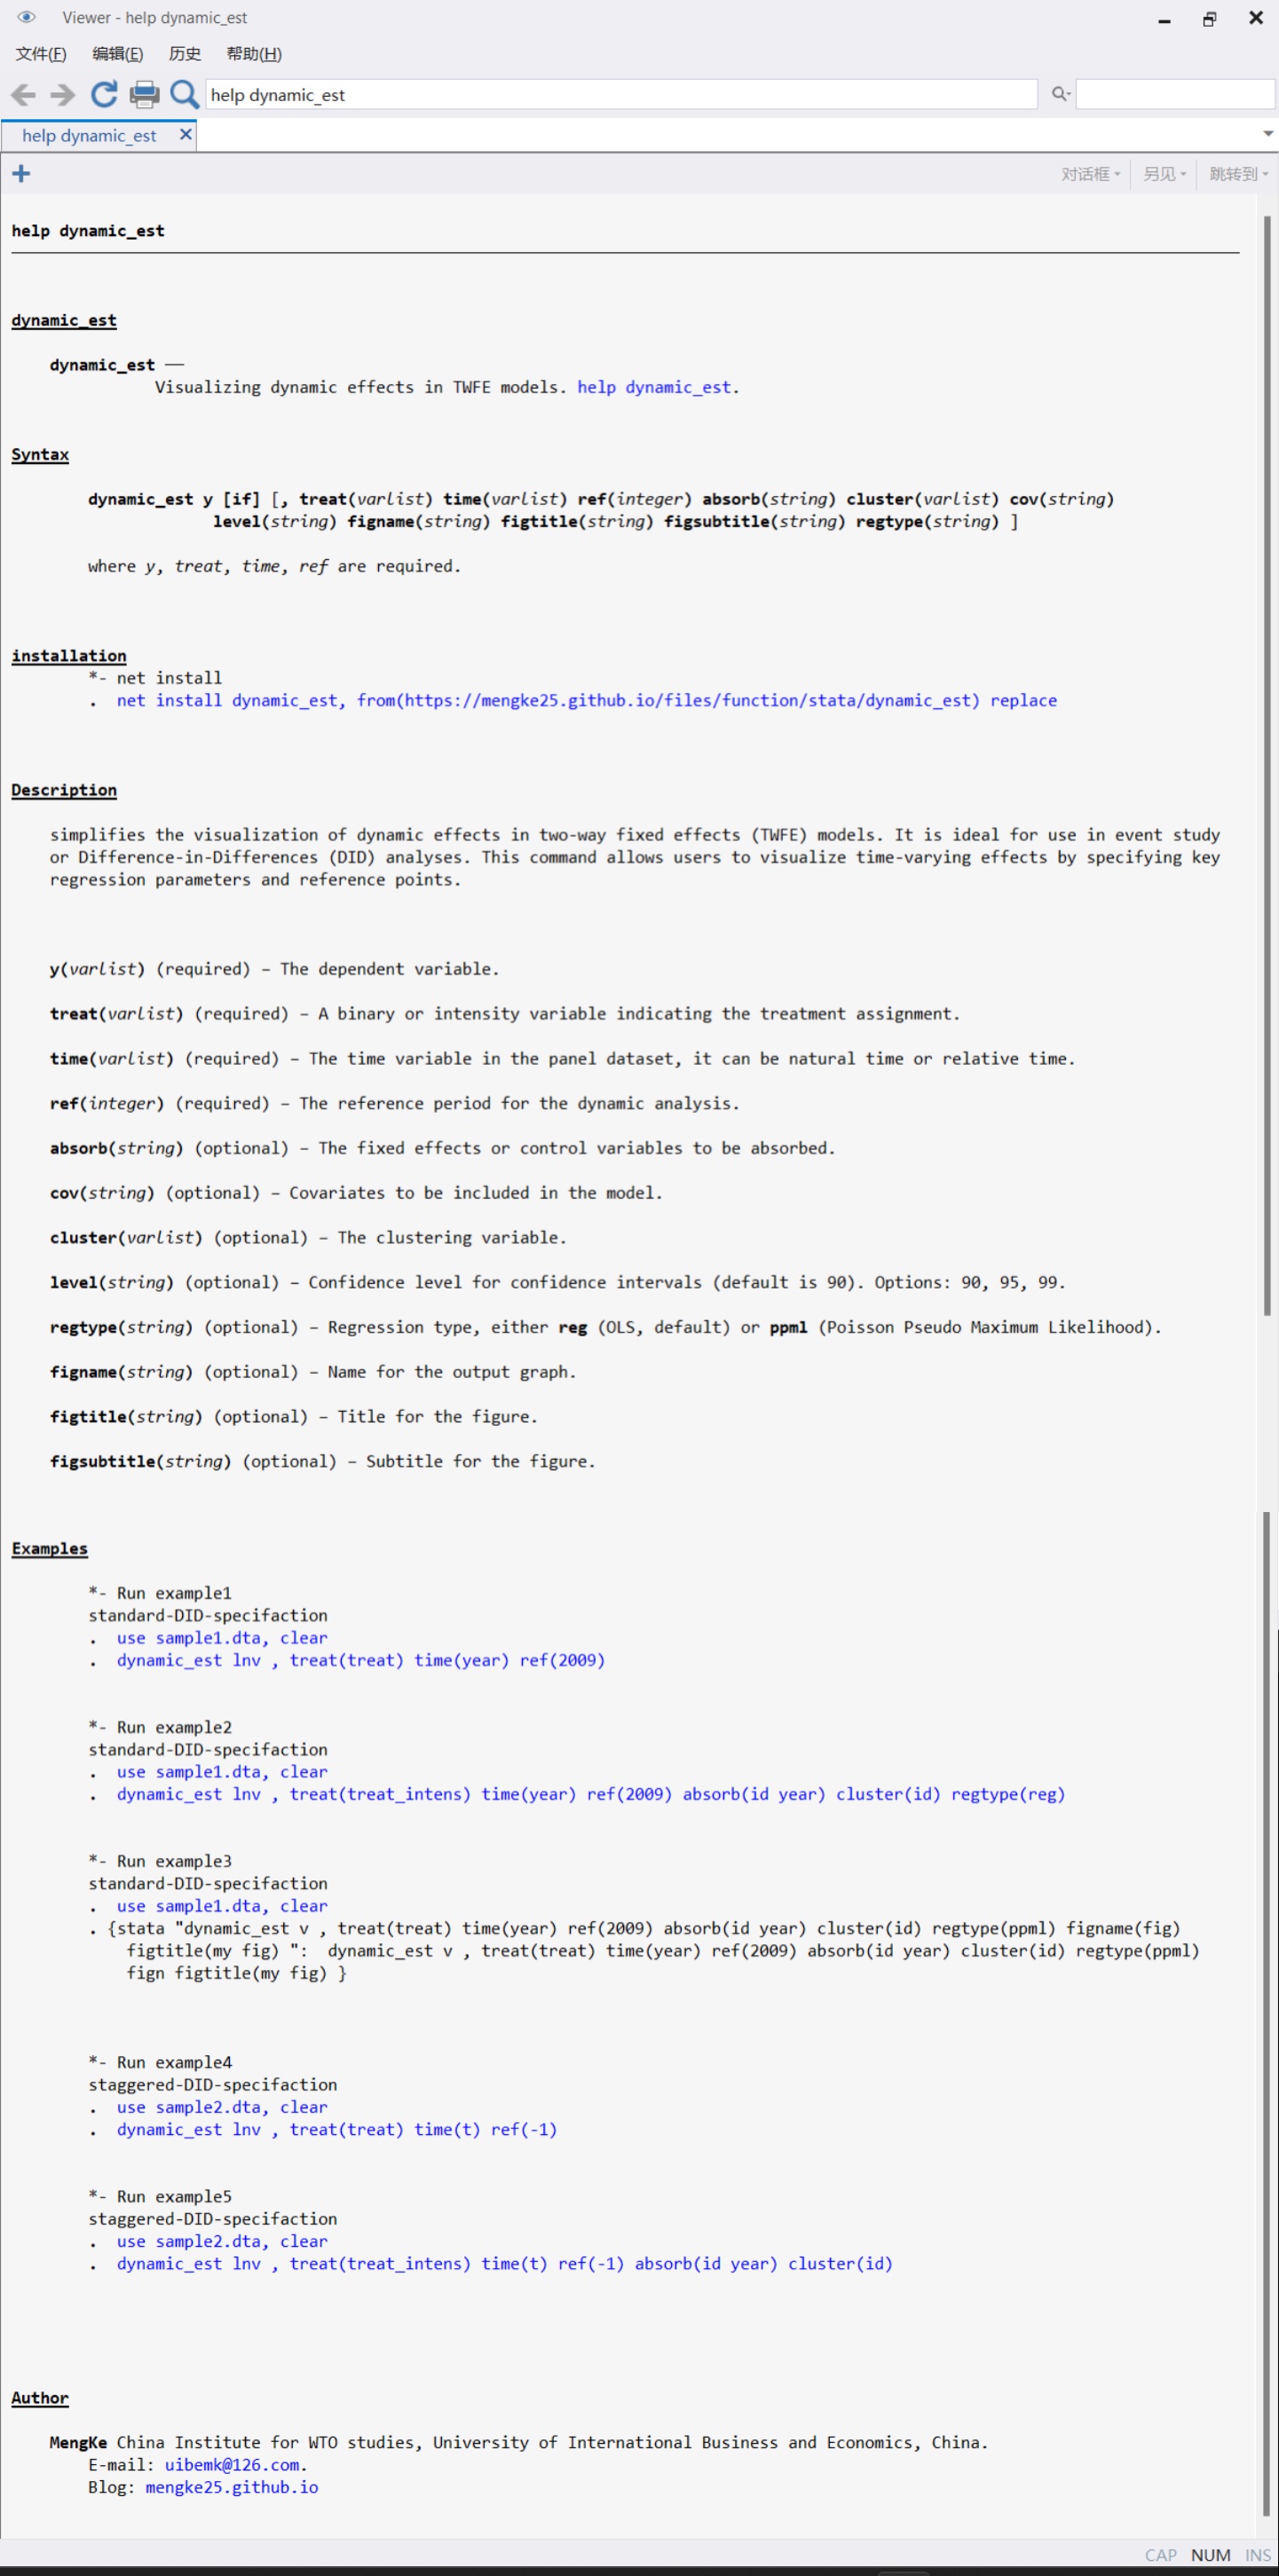 Viewer - help dynamic_est
文件(F) 编辑(E) 历史 帮助(H)
help dynamic_est
help dynamic_est
对话框 另见 跳转到
help dynamic_est
dynamic_est
dynamic_est —
Visualizing dynamic effects in TWFE models. help dynamic_est.
Syntax
dynamic_est y [if] [, treat(varlist) time(varlist) ref(integer) absorb(string) cluster(varlist) cov(string)
level(string) figname(string) figtitle(string) figsubtitle(string) regtype(string) ]
where y, treat, time, ref are required.
installation
*- net install
. net install dynamic_est, from(https://mengke25.github.io/files/function/stata/dynamic_est) replace
Description
simplifies the visualization of dynamic effects in two-way fixed effects (TWFE) models. It is ideal for use in event study
or Difference-in-Differences (DID) analyses. This command allows users to visualize time-varying effects by specifying key
regression parameters and reference points.
y(varlist) (required) – The dependent variable.
treat(varlist) (required) – A binary or intensity variable indicating the treatment assignment.
time(varlist) (required) – The time variable in the panel dataset, it can be natural time or relative time.
ref(integer) (required) – The reference period for the dynamic analysis.
absorb(string) (optional) – The fixed effects or control variables to be absorbed.
cov(string) (optional) – Covariates to be included in the model.
cluster(varlist) (optional) – The clustering variable.
level(string) (optional) – Confidence level for confidence intervals (default is 90). Options: 90, 95, 99.
regtype(string) (optional) – Regression type, either reg (OLS, default) or ppml (Poisson Pseudo Maximum Likelihood).
figname(string) (optional) – Name for the output graph.
figtitle(string) (optional) – Title for the figure.
figsubtitle(string) (optional) – Subtitle for the figure.
Examples
*- Run example1
standard-DID-specifaction
. use sample1.dta, clear
. dynamic_est lnv , treat(treat) time(year) ref(2009)
*- Run example2
standard-DID-specifaction
. use sample1.dta, clear
. dynamic_est lnv , treat(treat_intens) time(year) ref(2009) absorb(id year) cluster(id) regtype(reg)
*- Run example3
standard-DID-specifaction
. use sample1.dta, clear
. {stata "dynamic_est v , treat(treat) time(year) ref(2009) absorb(id year) cluster(id) regtype(ppml) figname(fig)
figtitle(my fig) ": dynamic_est v , treat(treat) time(year) ref(2009) absorb(id year) cluster(id) regtype(ppml)
fign figtitle(my fig) }
*- Run example4
staggered-DID-specifaction
. use sample2.dta, clear
. dynamic_est lnv , treat(treat) time(t) ref(-1)
*- Run example5
staggered-DID-specifaction
. use sample2.dta, clear
. dynamic_est lnv , treat(treat_intens) time(t) ref(-1) absorb(id year) cluster(id)
Author
MengKe China Institute for WTO studies, University of International Business and Economics, China.
E-mail: uibemk@126.com.
Blog: mengke25.github.io
CAP NUM INS